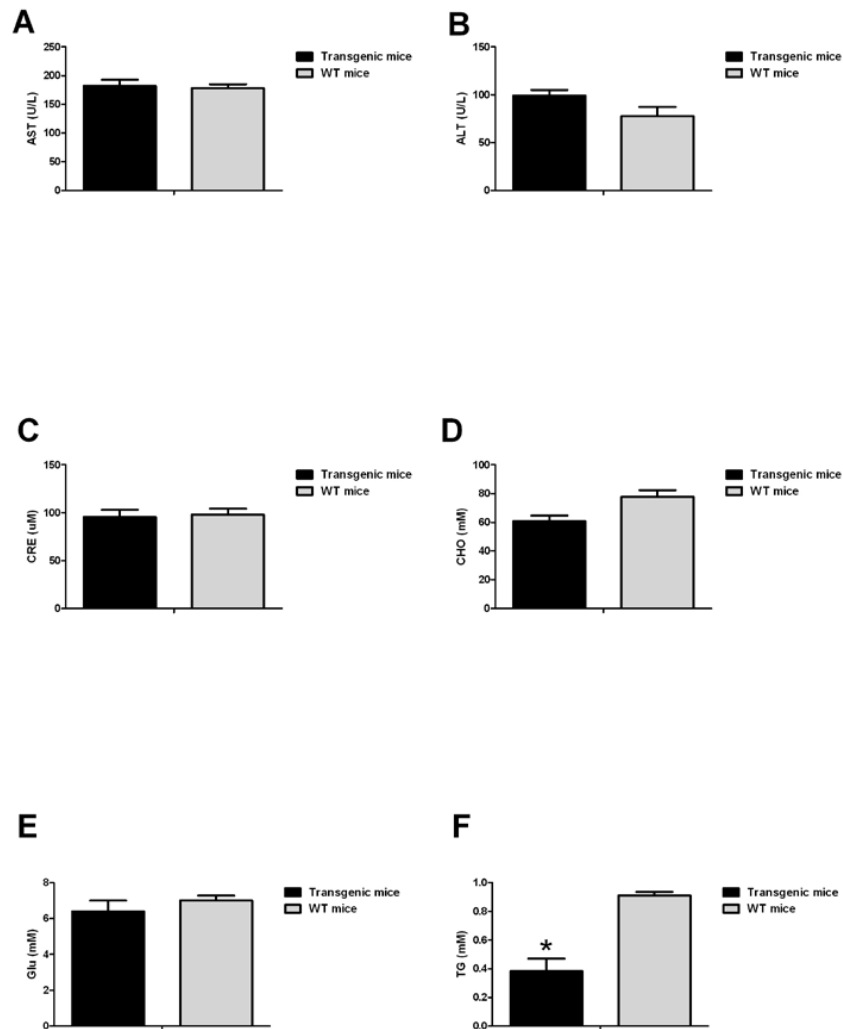 A
AST (U/L)
250
200
150
100
50
0
Transgenic mice
WT mice
B
ALT (U/L)
150
100
50
0
Transgenic mice
WT mice
C
CRE (uM)
150
100
50
0
Transgenic mice
WT mice
D
CHO (mM)
100
80
60
40
20
0
Transgenic mice
WT mice
E
Glu (mM)
8
6
4
2
0
Transgenic mice
WT mice
F
TG (mM)
1.0
0.8
0.6
0.4
0.2
0.0
*
Transgenic mice
WT mice